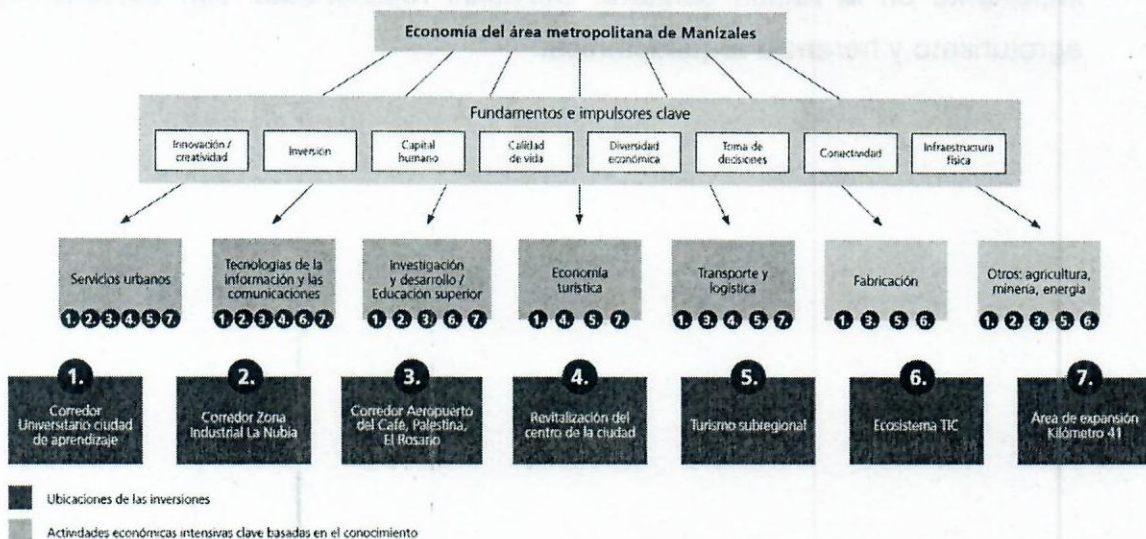 agroturismo y
Economía del área metropolitana de Manizales
Fundamentos e impulsores clave
Innovación /
creatividad
Inversión
Capital
humano
Calidad
de vida
Diversidad
económica
Toma de
decisiones
Conectividad
Infraestructura
física
Servicios urbanos
1. 2. 3. 4. 5. 7.
Tecnologías de la
información y las
comunicaciones
1. 2. 3. 4. 6. 7.
Investigación
y desarrollo /
Educación superior
1. 2. 3. 6. 7.
Economía
turística
1. 4. 5. 7.
Transporte y
logística
1. 3. 4. 5. 7.
Fabricación
1. 3. 5. 6.
Otros: agricultura,
minería, energía
1. 2. 3. 5. 6.
1.
Corredor
Universitario ciudad
de aprendizaje
2.
Corredor Zona
Industrial La Nubia
3.
Corredor Aeropuerto
del Café, Palestina,
El Rosario
4.
Revitalización del
centro de la ciudad
5.
Turismo subregional
6.
Ecosistema TIC
7.
Área de expansión
Kilómetro 41
Ubicaciones de las inversiones
Actividades económicas intensivas clave basadas en el conocimiento